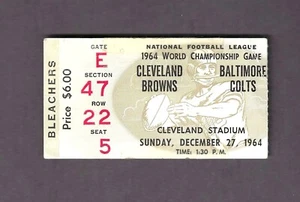 BLEACHERS
Price $6.00
GATE
E
SECTION
47
ROW
22
SEAT
5
NATIONAL FOOTBALL LEAGUE
1964 WORLD CHAMPIONSHIP GAME
CLEVELAND BALTIMORE
BROWNS COLTS
CLEVELAND STADIUM
SUNDAY, DECEMBER 27, 1964
TIME: 1:30 P.M.